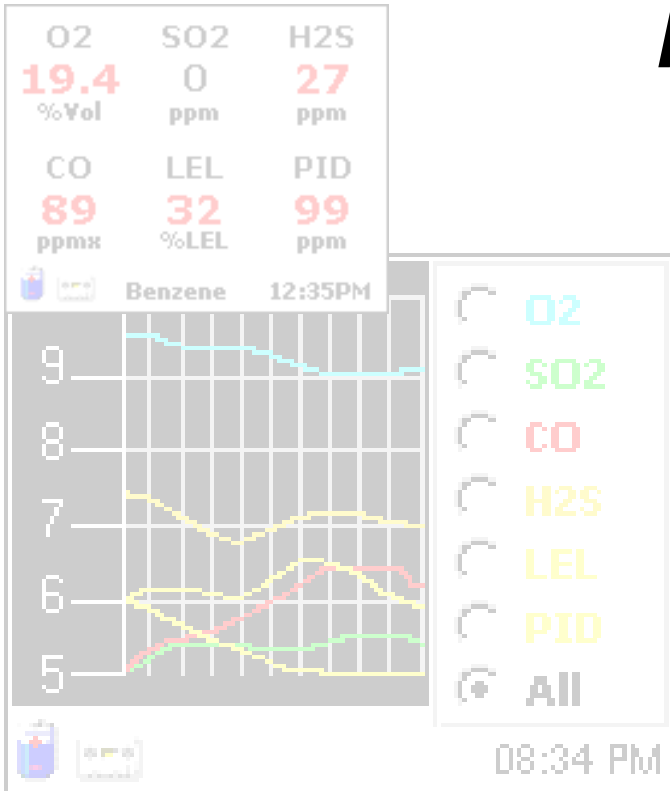 O2 SO2 H2S
19.4 0 27
%Vol ppm ppm
CO LEL PID
89 32 99
ppmx %LEL ppm
Benzene 12:35PM
O2
9
SO2
8
CO
7
H2S
LEL
6
PID
5
All
08:34 PM